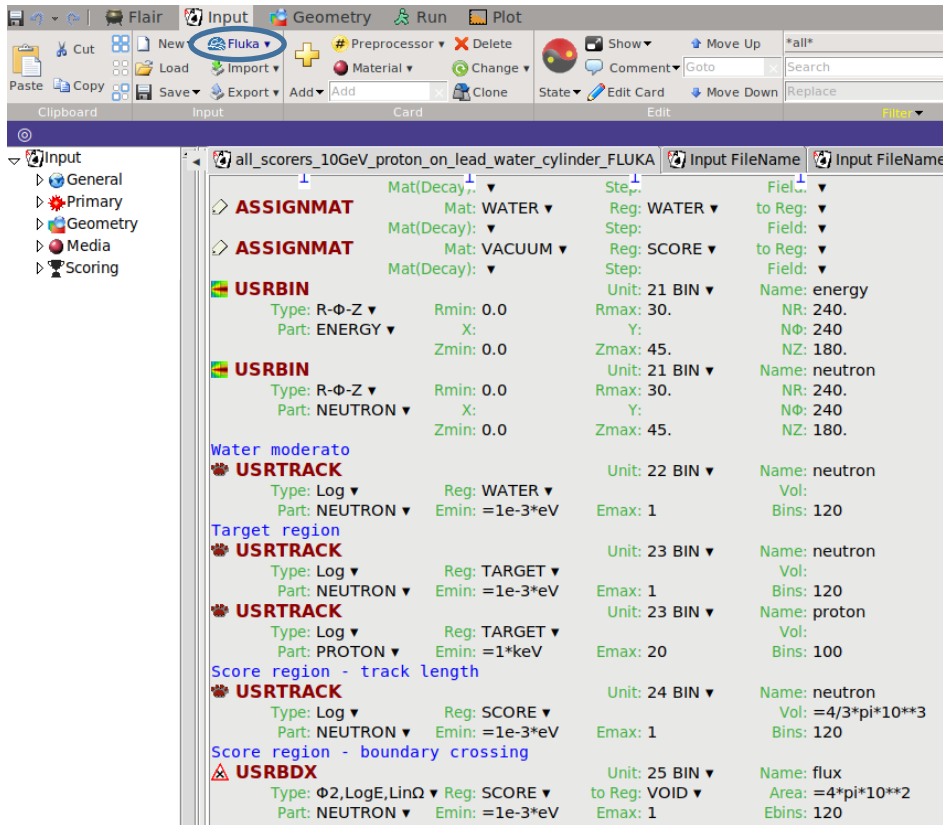 Flair Input Geometry Run Plot
Cut New Fluka # Preprocessor Delete Show Move Up *all*
Load Import Material Change Comment Goto Search
Paste Copy Save Export Add Add Clone State Edit Card Move Down Replace
Clipboard Input Card Edit Filter
Input all_scorers_10GeV_proton_on_lead_water_cylinder_FLUKA Input FileName Input FileName
General
Primary
Geometry
Media
Scoring
Mat(Decay): Step: Field:
ASSIGNMAT Mat: WATER Reg: WATER to Reg:
Mat(Decay): Step: Field:
ASSIGNMAT Mat: VACUUM Reg: SCORE to Reg:
Mat(Decay): Step: Field:
USRBIN Unit: 21 BIN Name: energy
Type: R-Φ-Z Rmin: 0.0 Rmax: 30. NR: 240.
Part: ENERGY X: Y: NΦ: 240
Zmin: 0.0 Zmax: 45. NZ: 180.
USRBIN Unit: 21 BIN Name: neutron
Type: R-Φ-Z Rmin: 0.0 Rmax: 30. NR: 240.
Part: NEUTRON X: Y: NΦ: 240
Zmin: 0.0 Zmax: 45. NZ: 180.
Water moderato
USRTRACK Unit: 22 BIN Name: neutron
Type: Log Reg: WATER Vol:
Part: NEUTRON Emin: =1e-3*eV Emax: 1 Bins: 120
Target region
USRTRACK Unit: 23 BIN Name: neutron
Type: Log Reg: TARGET Vol:
Part: NEUTRON Emin: =1e-3*eV Emax: 1 Bins: 120
USRTRACK Unit: 23 BIN Name: proton
Type: Log Reg: TARGET Vol:
Part: PROTON Emin: =1*keV Emax: 20 Bins: 100
Score region - track length
USRTRACK Unit: 24 BIN Name: neutron
Type: Log Reg: SCORE Vol: =4/3*pi*10**3
Part: NEUTRON Emin: =1e-3*eV Emax: 1 Bins: 120
Score region - boundary crossing
USRBDX Unit: 25 BIN Name: flux
Type: Φ2,LogE,LinΩ Reg: SCORE to Reg: VOID Area: =4*pi*10**2
Part: NEUTRON Emin: =1e-3*eV Emax: 1 Ebins: 120